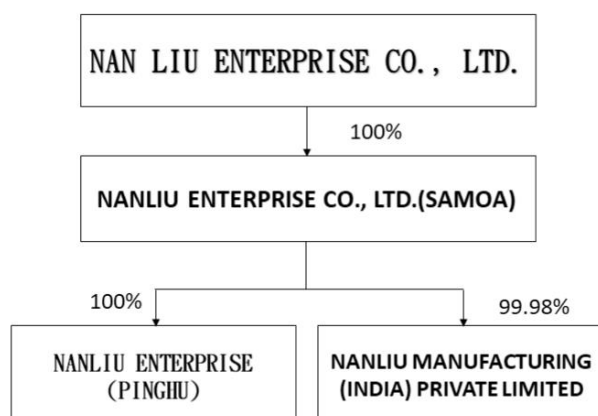 NAN LIU ENTERPRISE CO., LTD.
100%
NANLIU ENTERPRISE CO., LTD.(SAMOA)
100%
99.98%
NANLIU ENTERPRISE
(PINGHU)
NANLIU MANUFACTURING
(INDIA) PRIVATE LIMITED